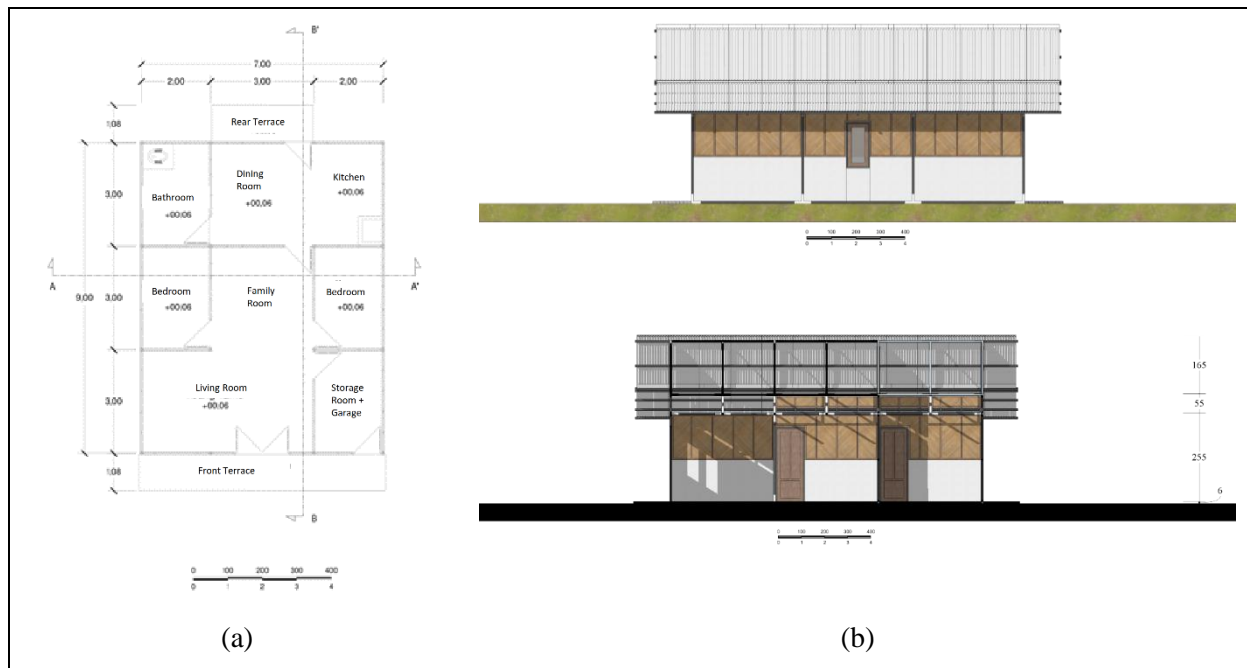 B'
7.00
2.00
3.00
2.00
1.08
Rear Terrace
Dining
Room
+00.06
Kitchen
+00.06
Bathroom
+00.06
3.00
A
A'
9.00
3.00
Bedroom
+00.06
Family
Room
Bedroom
+00.06
3.00
Living Room
+00.06
Storage
Room +
Garage
1.08
Front Terrace
B
0 100 200 300 400
0 1 2 3 4
(a)
0 100 200 300 400
0 1 2 3 4
165
55
255
6
0 100 200 300 400
0 1 2 3 4
(b)